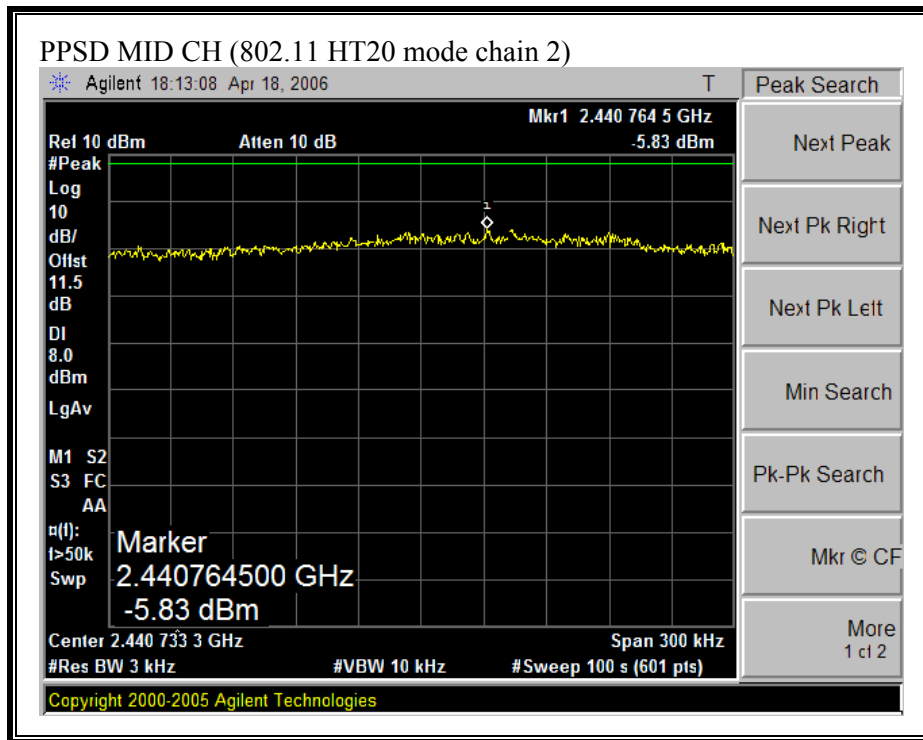 PPSD MID CH (802.11 HT20 mode chain 2)
Agilent 18:13:08 Apr 18, 2006 T
Peak Search
Mkr1 2.440 764 5 GHz
Ref 10 dBm Atten 10 dB -5.83 dBm
#Peak
Log
10
dB/
Offst
11.5
dB
DI
8.0
dBm
LgAv
M1 S2
S3 FC
AA
¤(f):
f>50k
Swp
1
Marker
2.440764500 GHz
-5.83 dBm
Center 2.440 733 3 GHz Span 300 kHz
#Res BW 3 kHz #VBW 10 kHz #Sweep 100 s (601 pts)
Copyright 2000-2005 Agilent Technologies
Next Peak
Next Pk Right
Next Pk Left
Min Search
Pk-Pk Search
Mkr © CF
More
1 of 2